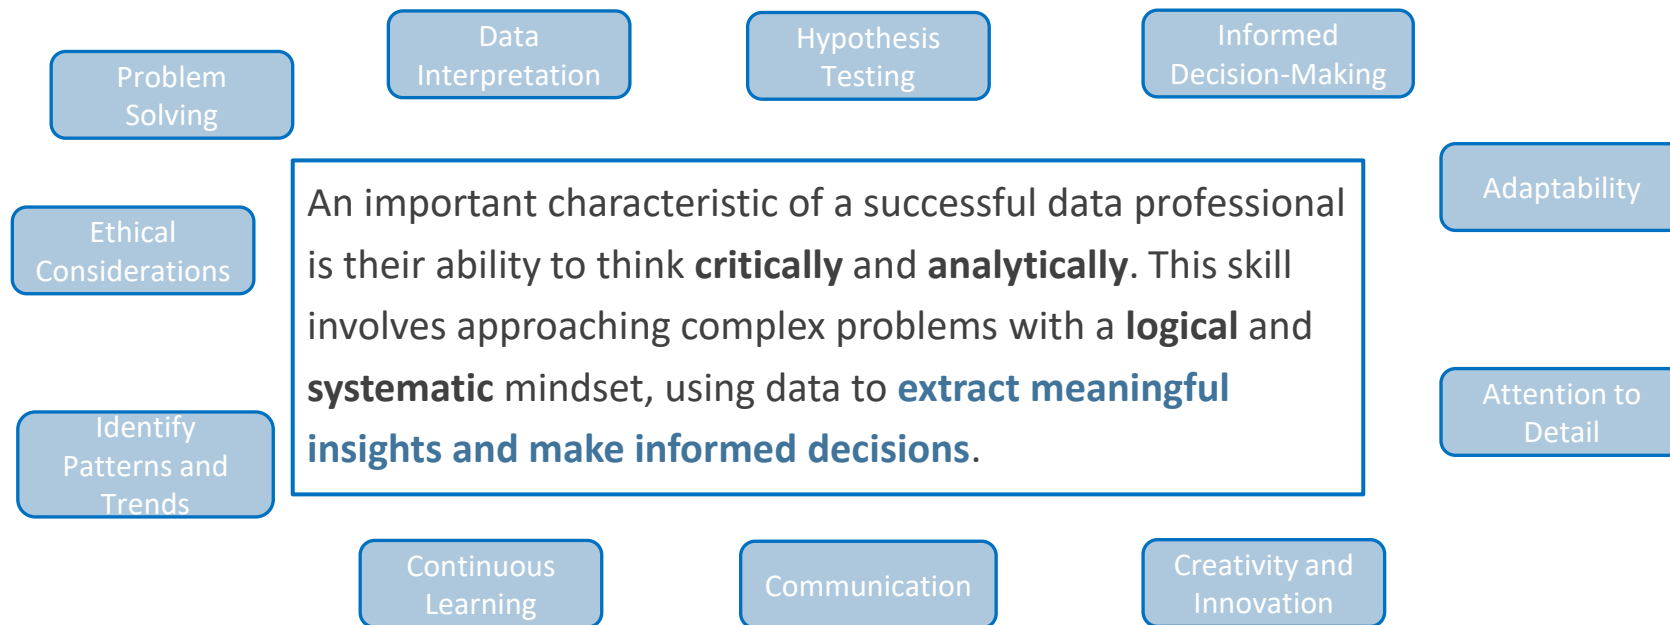 Data
Interpretation
Hypothesis
Testing
Informed
Decision-Making
Problem
Solving
Adaptability
Ethical
Considerations
An important characteristic of a successful data professional
is their ability to think critically and analytically. This skill
involves approaching complex problems with a logical and
systematic mindset, using data to extract meaningful
insights and make informed decisions.
Attention to
Detail
Identify
Patterns and
Trends
Continuous
Learning
Communication
Creativity and
Innovation